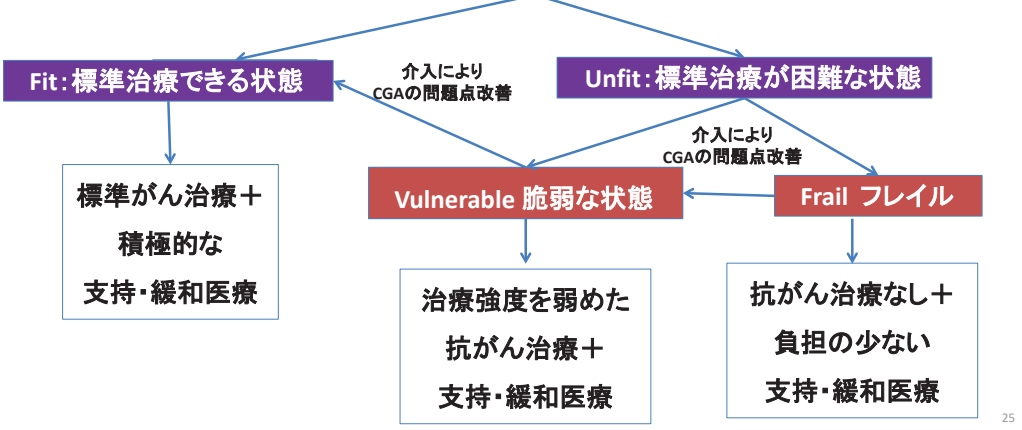 Fit：標準治療できる状態
介入により
CGAの問題点改善
Unfit：標準治療が困難な状態
介入により
CGAの問題点改善
標準がん治療＋
積極的な
支持・緩和医療
Vulnerable 脆弱な状態
Frail フレイル
治療強度を弱めた
抗がん治療＋
支持・緩和医療
抗がん治療なし＋
負担の少ない
支持・緩和医療
25